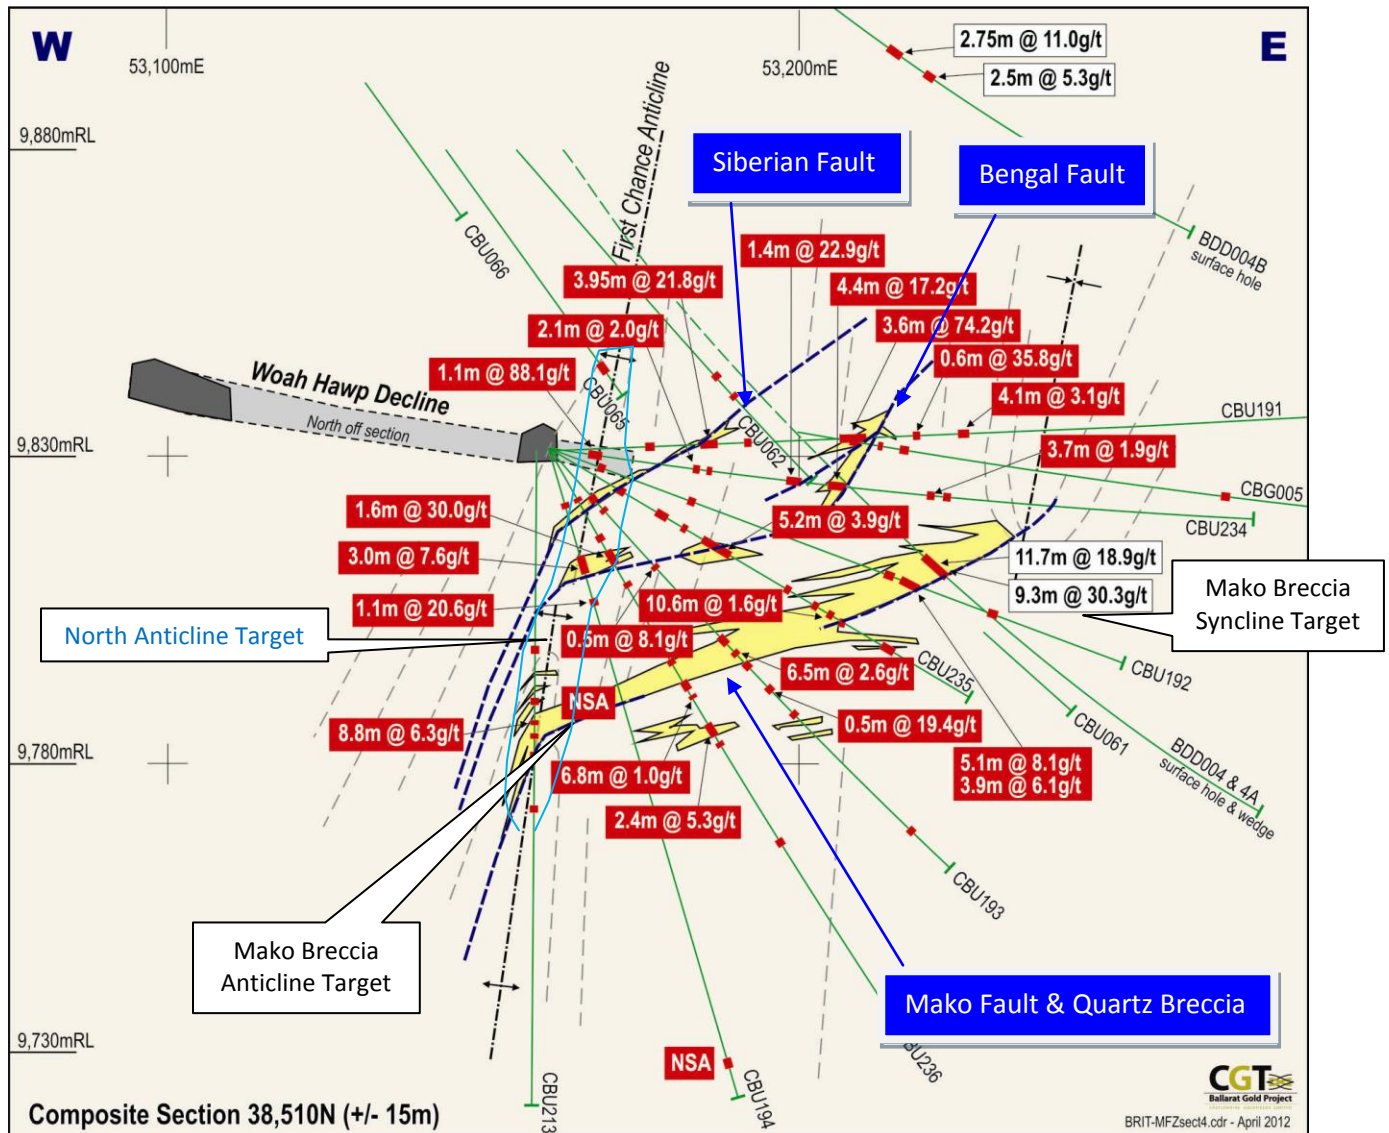 W
E
53,100mE
53,200mE
2.75m @ 11.0g/t
2.5m @ 5.3g/t
9,880mRL
First Chance Anticline
Siberian Fault
Bengal Fault
CBU066
BDD004B
surface hole
1.4m @ 22.9g/t
3.95m @ 21.8g/t
4.4m @ 17.2g/t
2.1m @ 2.0g/t
3.6m @ 74.2g/t
0.6m @ 35.8g/t
1.1m @ 88.1g/t
4.1m @ 3.1g/t
Woah Hawp Decline
North off section
CBU065
CBU062
CBU191
9,830mRL
3.7m @ 1.9g/t
CBG005
CBU234
1.6m @ 30.0g/t
5.2m @ 3.9g/t
3.0m @ 7.6g/t
11.7m @ 18.9g/t
9.3m @ 30.3g/t
1.1m @ 20.6g/t
10.6m @ 1.6g/t
Mako Breccia
Syncline Target
North Anticline Target
0.5m @ 8.1g/t
6.5m @ 2.6g/t
CBU235
CBU192
NSA
0.5m @ 19.4g/t
CBU061
8.8m @ 6.3g/t
9,780mRL
5.1m @ 8.1g/t
3.9m @ 6.1g/t
BDD004 & 4A
surface hole & wedge
6.8m @ 1.0g/t
2.4m @ 5.3g/t
CBU193
Mako Breccia
Anticline Target
Mako Fault & Quartz Breccia
9,730mRL
NSA
BU236
CBU213
CBU194
CGT
Ballarat Gold Project
Composite Section 38,510N (+/- 15m)
BRIT-MFZsect4.cdr - April 2012